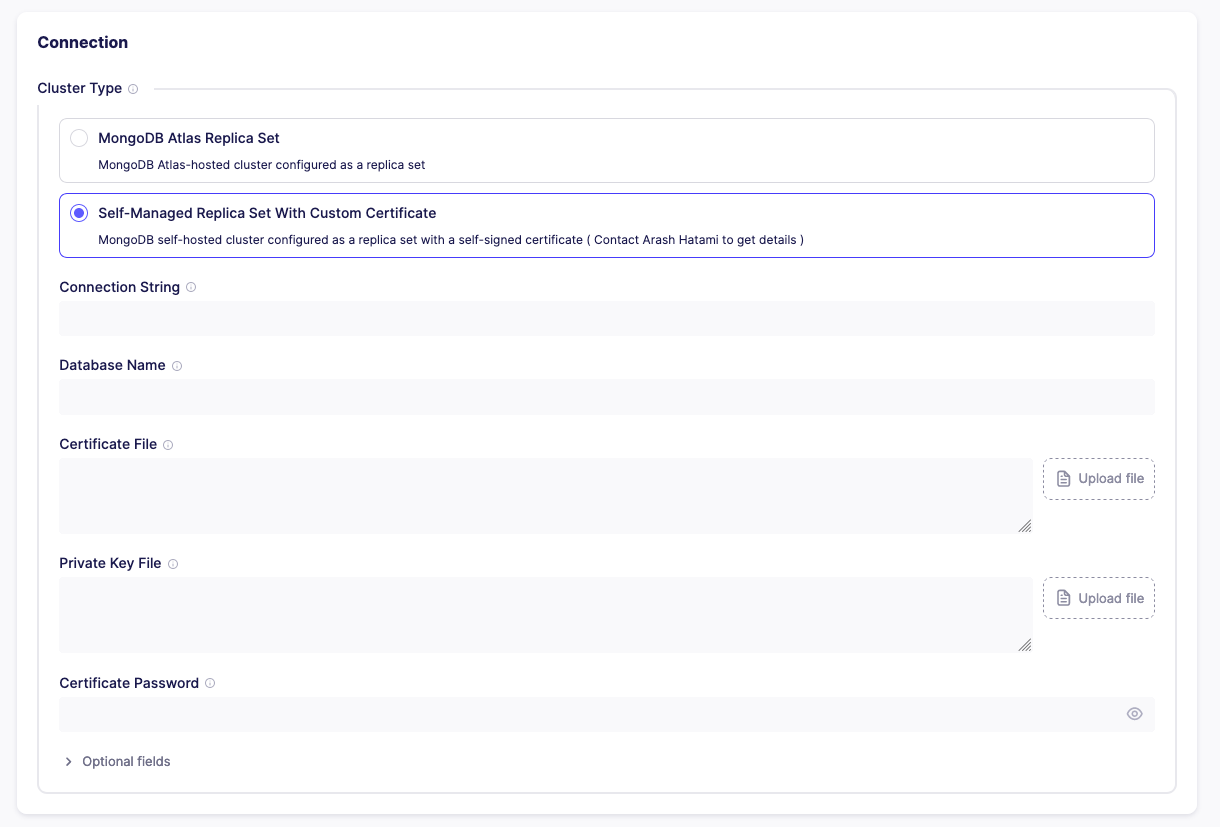 Connection
Cluster Type
MongoDB Atlas Replica Set
MongoDB Atlas-hosted cluster configured as a replica set
Self-Managed Replica Set With Custom Certificate
MongoDB self-hosted cluster configured as a replica set with a self-signed certificate ( Contact Arash Hatami to get details )
Connection String
Database Name
Certificate File
Upload file
Private Key File
Upload file
Certificate Password
Optional fields